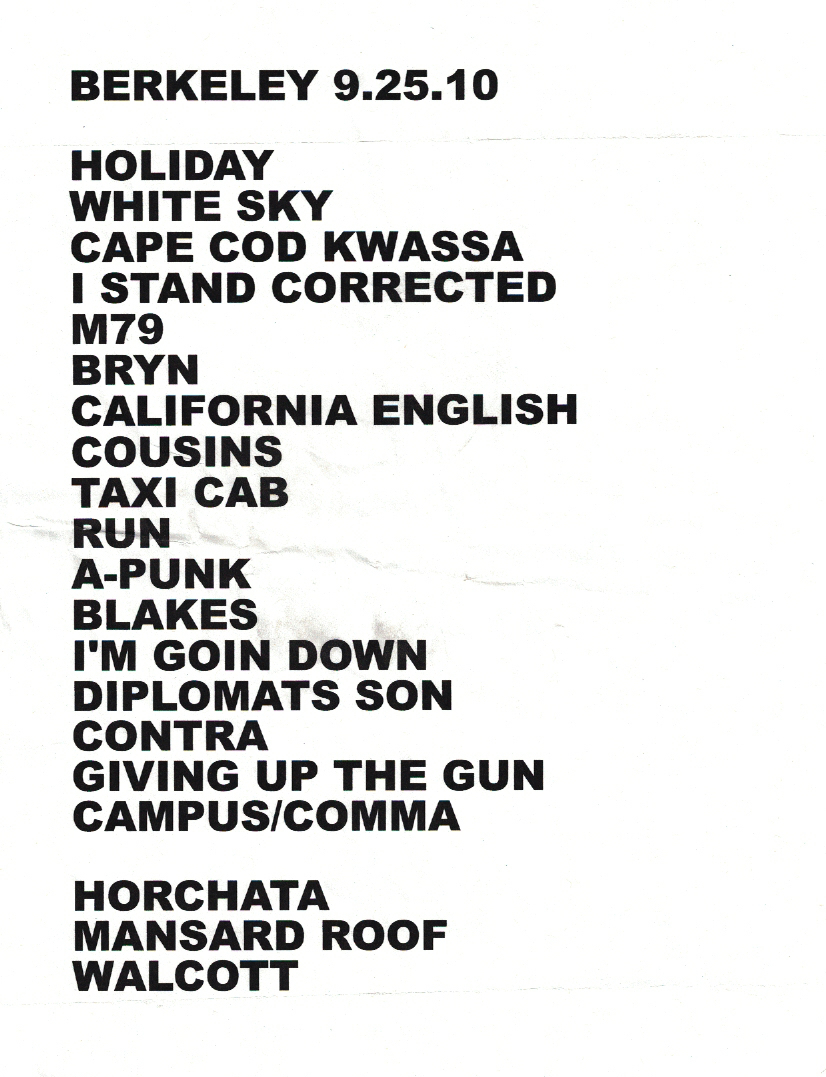 BERKELEY 9.25.10
HOLIDAY
WHITE SKY
CAPE COD KWASSA
I STAND CORRECTED
M79
BRYN
CALIFORNIA ENGLISH
COUSINS
TAXI CAB
RUN
A-PUNK
BLAKES
I'M GOIN DOWN
DIPLOMATS SON
CONTRA
GIVING UP THE GUN
CAMPUS/COMMA
HORCHATA
MANSARD ROOF
WALCOTT